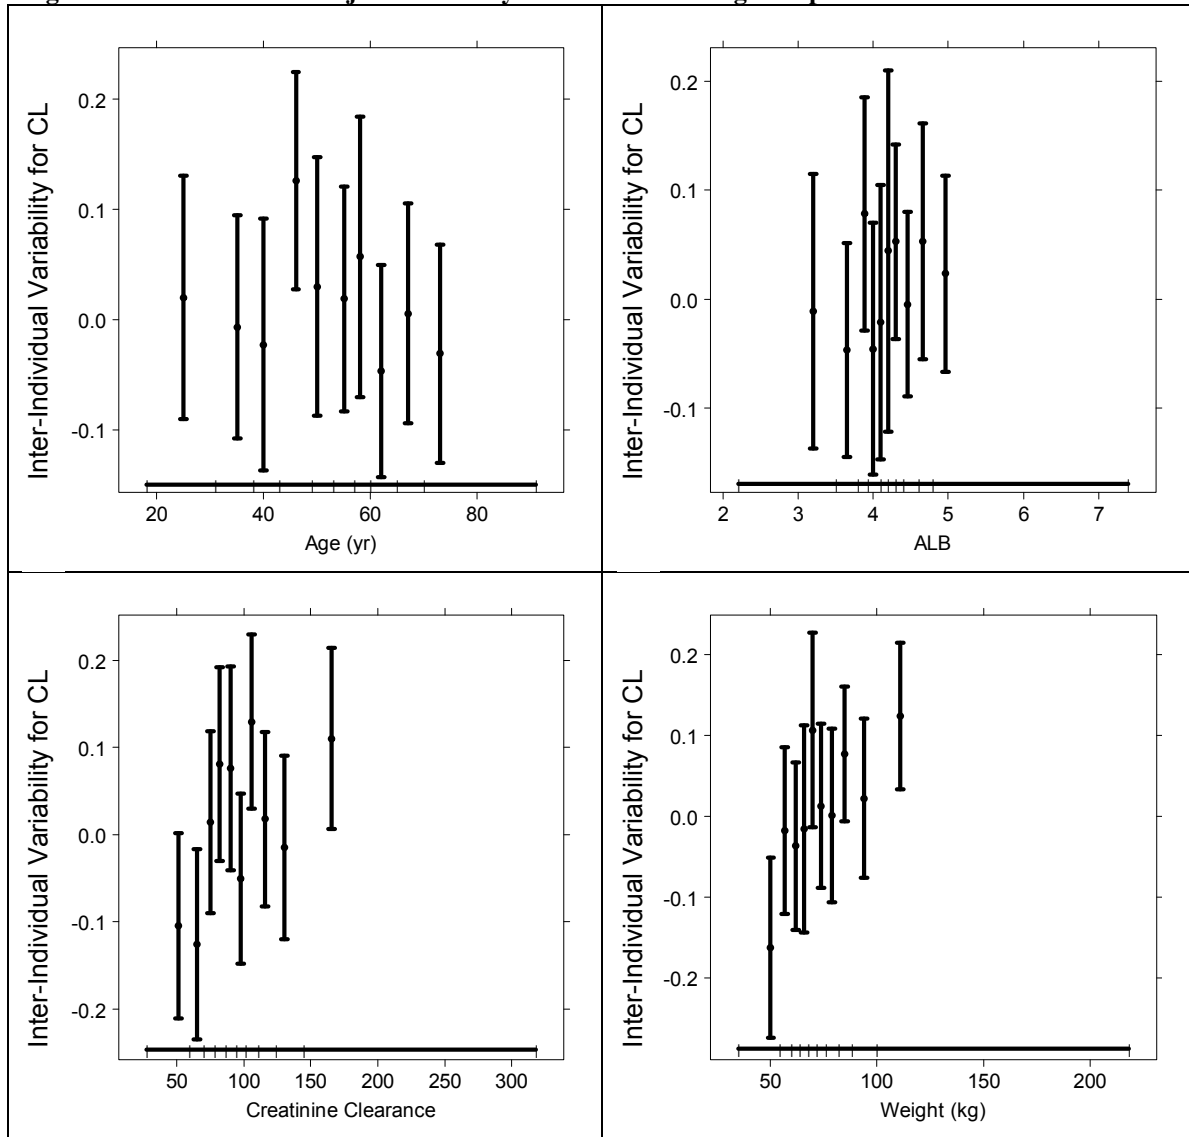 Inter-Individual Variability for CL
0.2
0.1
0.0
-0.1
20 40 60 80
Age (yr)
Inter-Individual Variability for CL
0.2
0.1
0.0
-0.1
2 3 4 5 6 7
ALB
Inter-Individual Variability for CL
0.2
0.1
0.0
-0.1
-0.2
50 100 150 200 250 300
Creatinine Clearance
Inter-Individual Variability for CL
0.2
0.1
0.0
-0.1
-0.2
50 100 150 200
Weight (kg)